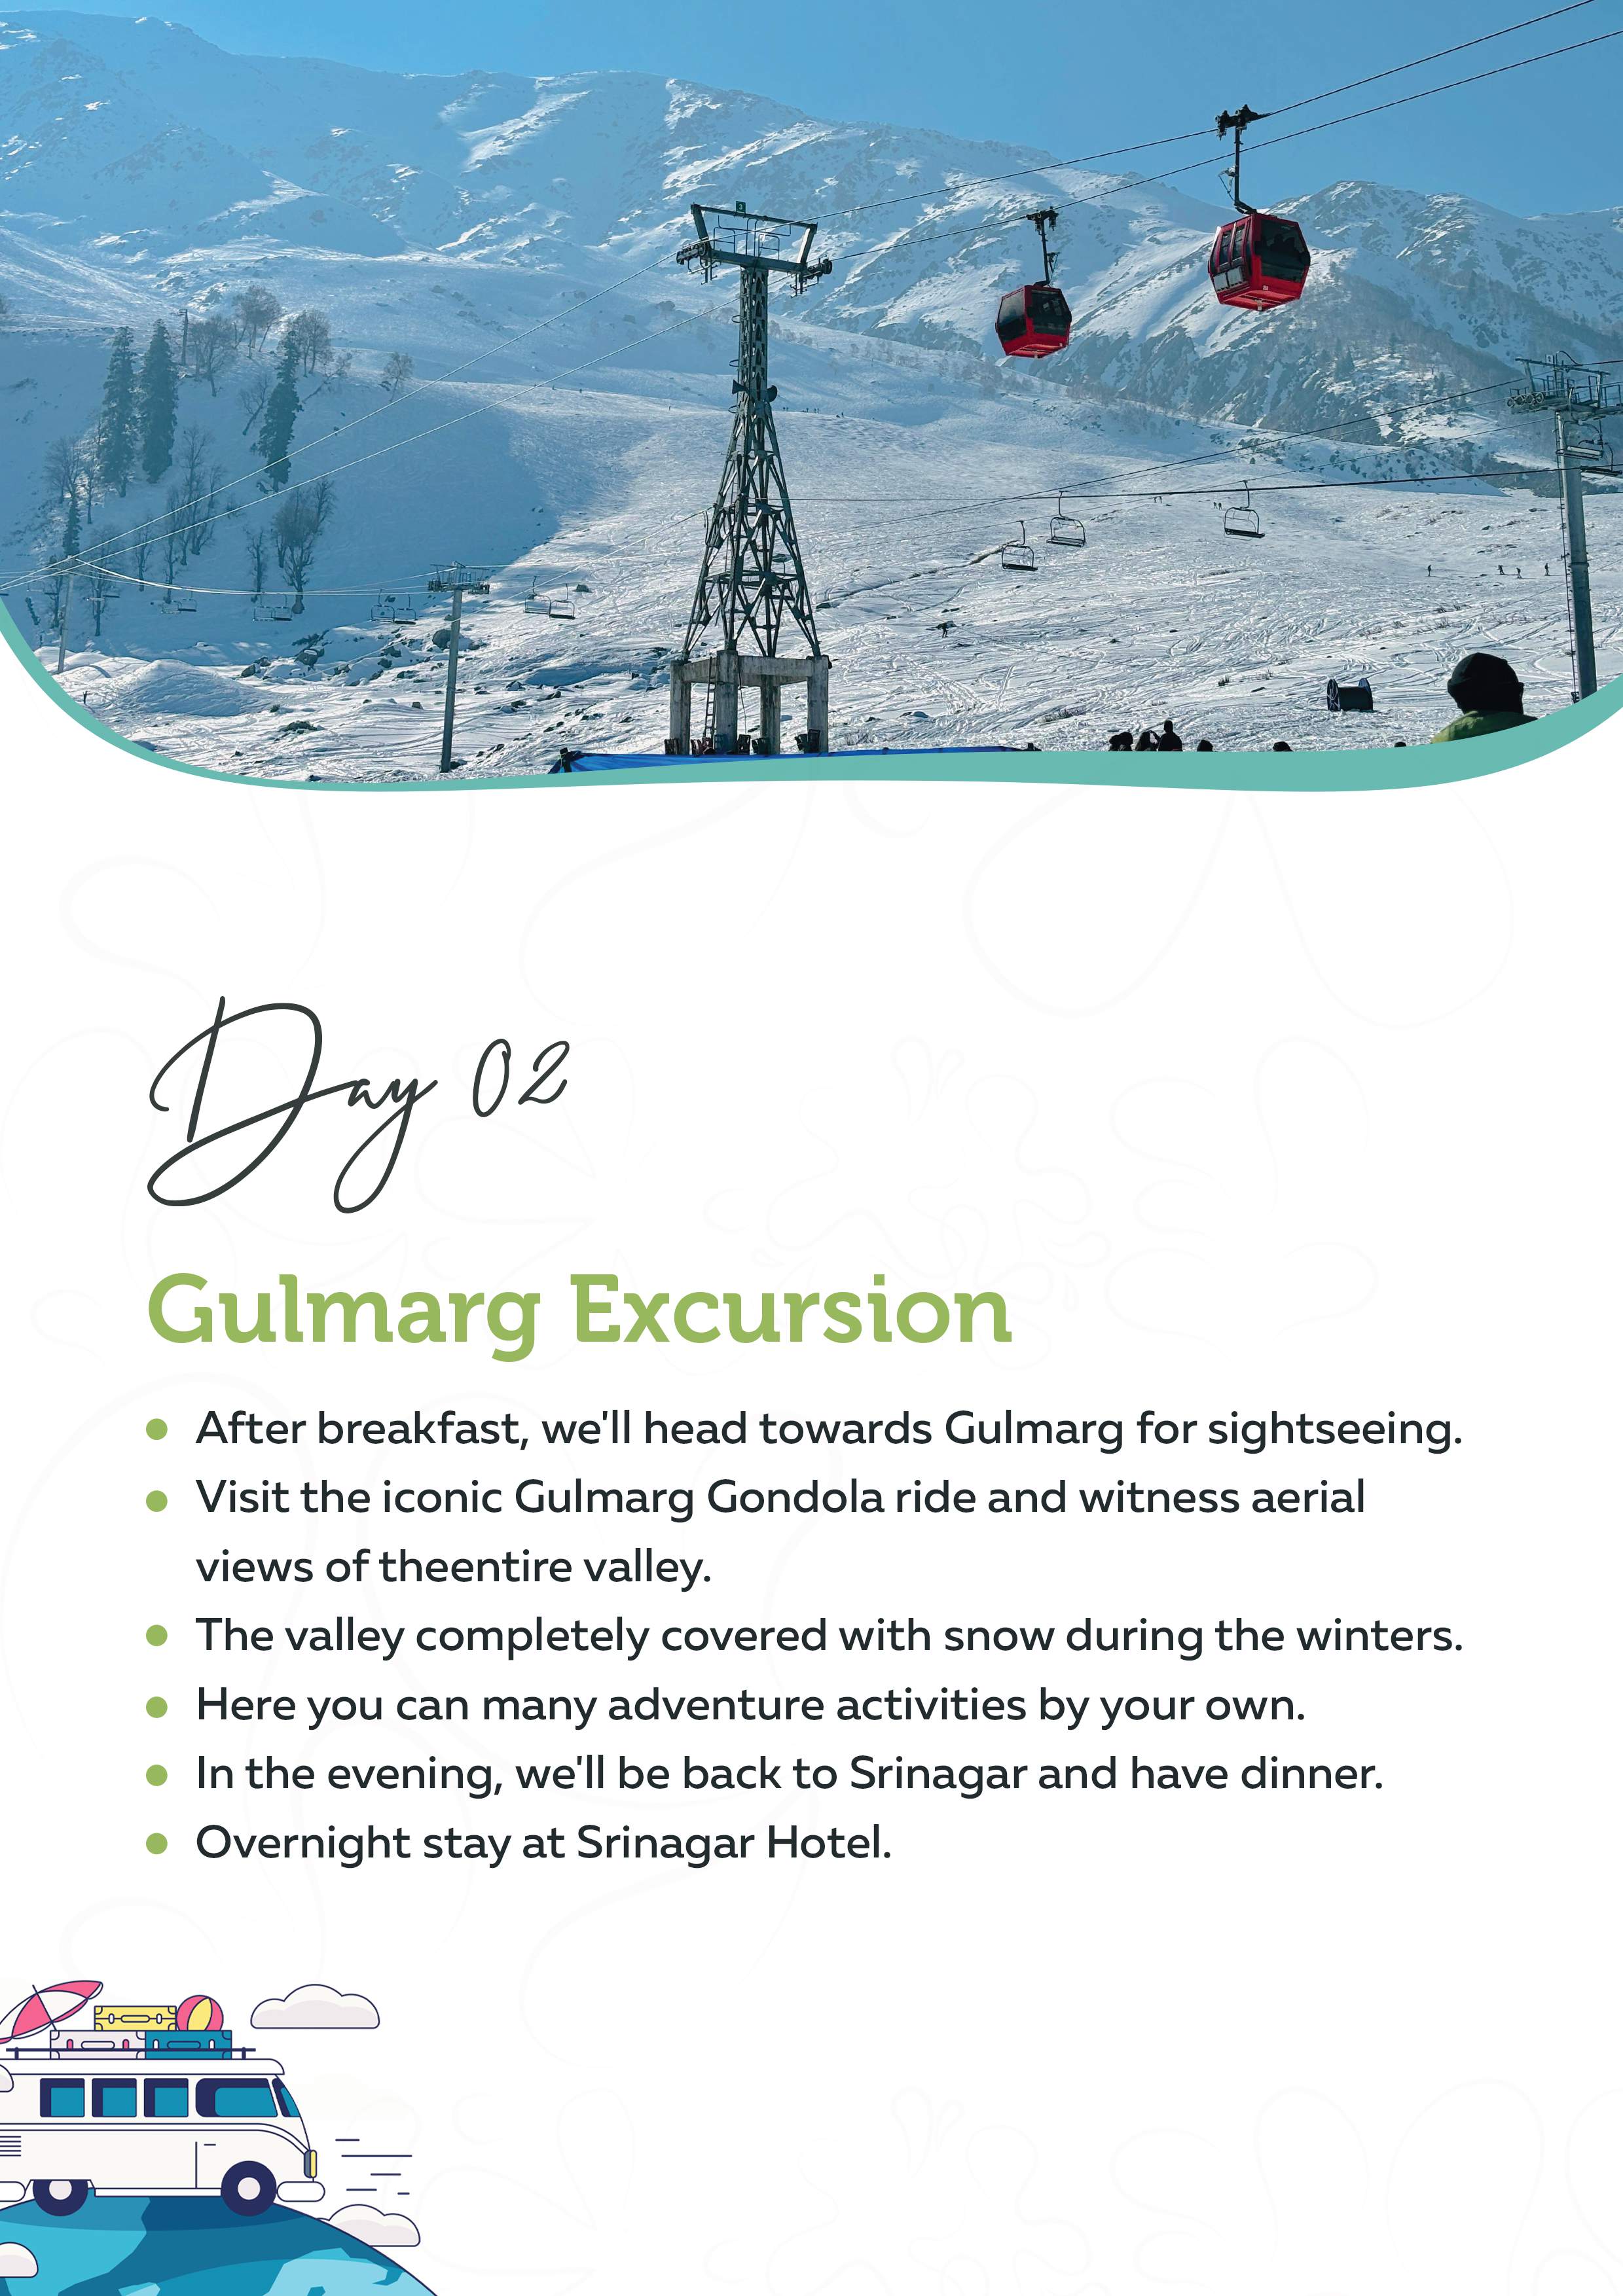 Day 02
Gulmarg Excursion
After breakfast, we'll head towards Gulmarg for sightseeing.
Visit the iconic Gulmarg Gondola ride and witness aerial
views of theentire valley.
The valley completely covered with snow during the winters.
Here you can many adventure activities by your own.
In the evening, we'll be back to Srinagar and have dinner.
Overnight stay at Srinagar Hotel.